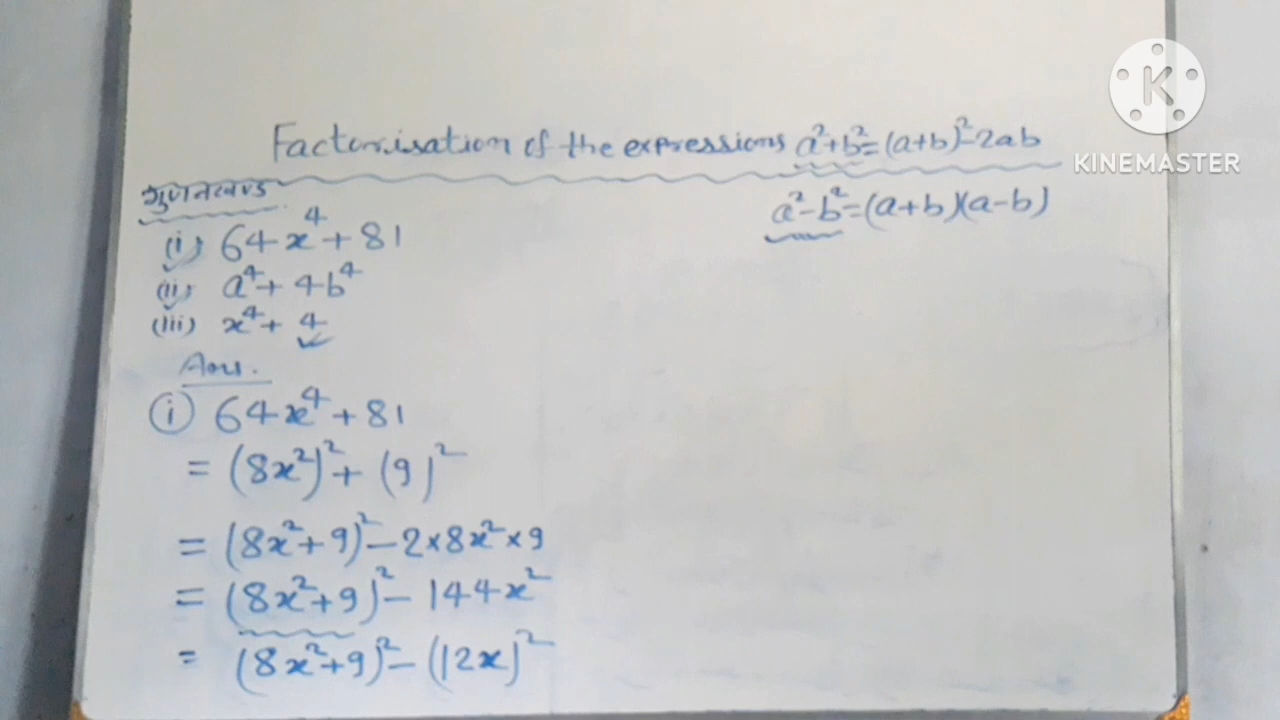 Factorisation of the expressions a²+b²=(a+b)²-2ab
KINEMASTER
गुणनखण्ड
a²-b²=(a+b)(a-b)
(i) 64x⁴+81
(ii) a⁴+4b⁴
(iii) x⁴+4
Ans.
(i) 64x⁴+81
= (8x²)²+(9)²
= (8x²+9)²-2×8x²×9
= (8x²+9)²-144x²
= (8x²+9)²-(12x)²